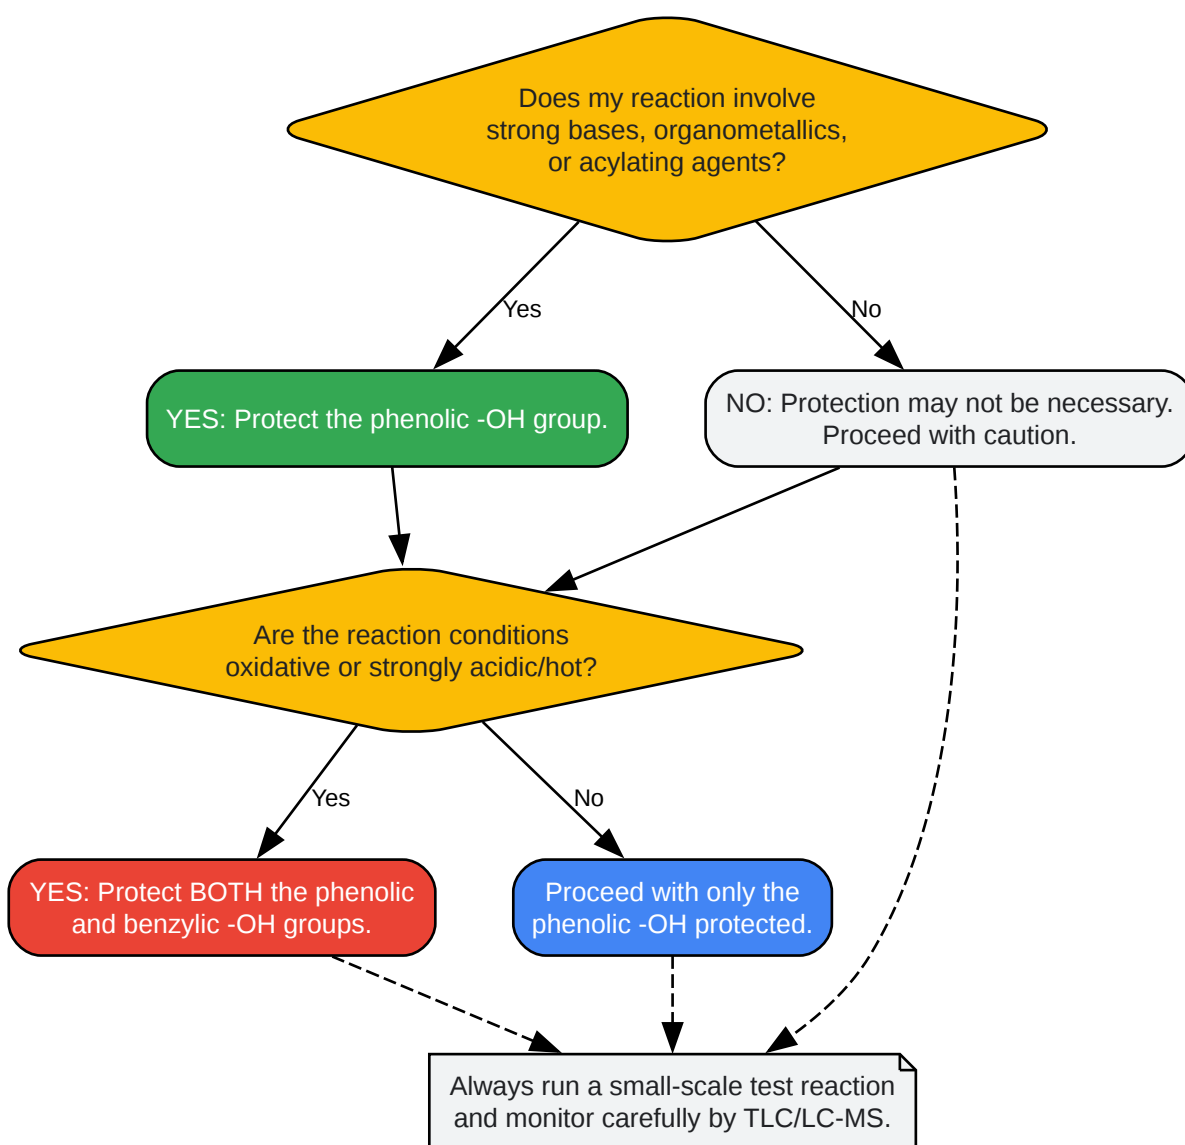 Does my reaction involve
strong bases, organometallics,
or acylating agents?
Yes
No
YES: Protect the phenolic -OH group.
NO: Protection may not be necessary.
Proceed with caution.
Are the reaction conditions
oxidative or strongly acidic/hot?
Yes
No
YES: Protect BOTH the phenolic
and benzylic -OH groups.
Proceed with only the
phenolic -OH protected.
Always run a small-scale test reaction
and monitor carefully by TLC/LC-MS.